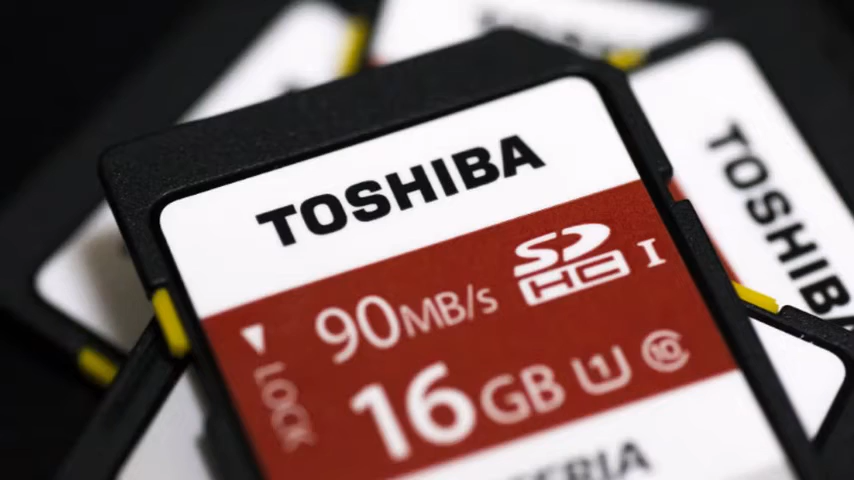 TOSHIBA
90MB/s SD HC I
LOCK
16GB U1 10
TOSHIBA